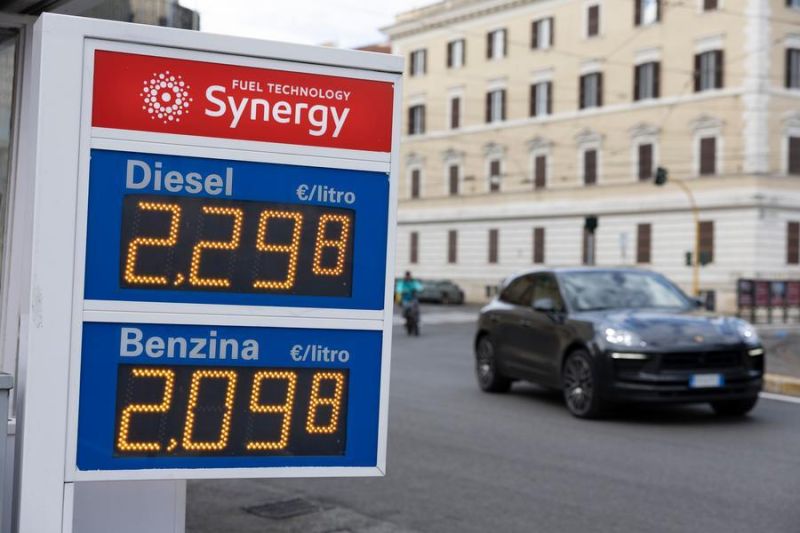 FUEL TECHNOLOGY
Synergy
Diesel €/litro
2,298
Benzina €/litro
2,098